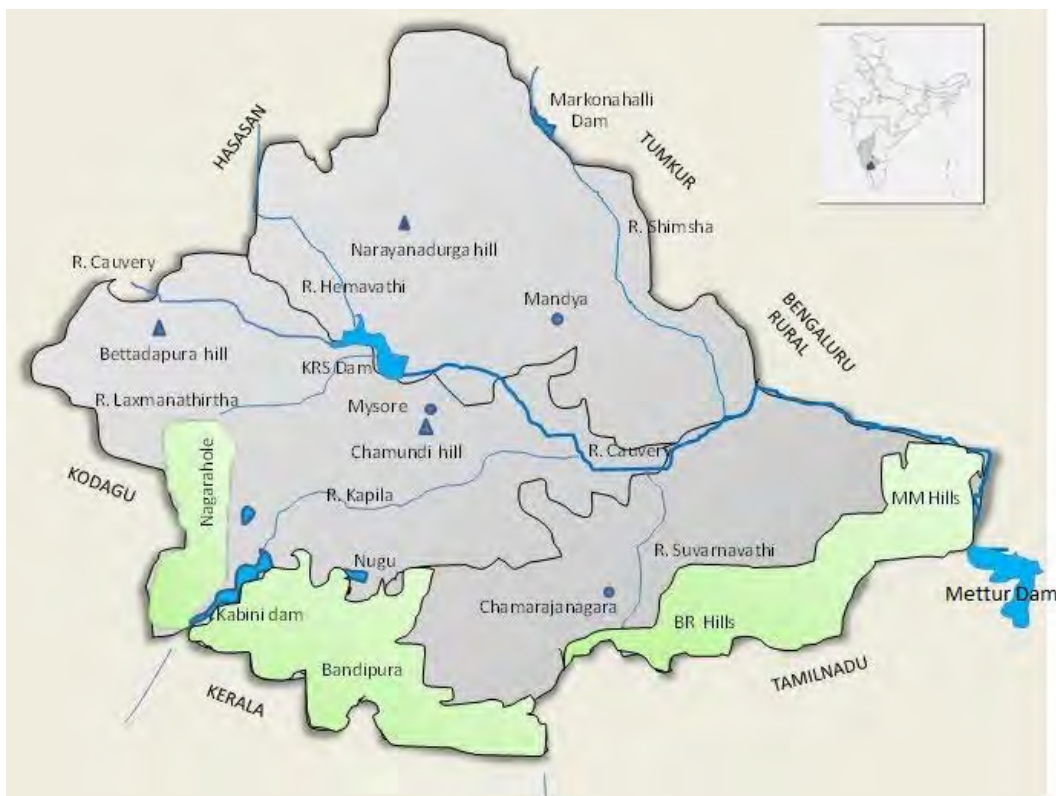 Markonahalli
Dam
HASASAN
TUMKUR
R. Shimsha
Narayanadurga hill
R. Cauvery
R. Hemavathi
Mandya
BENGALURU
RURAL
Bettadapura hill
KRS Dam
R. Laxmanathirtha
Mysore
Chamundi hill
R. Cauvery
KODAGU
Nagarahole
R. Kapila
MM Hills
Nugu
R. Suvarnavathi
Mettur Dam
Chamarajanagara
Kabini dam
BR Hills
Bandipura
TAMILNADU
KERALA